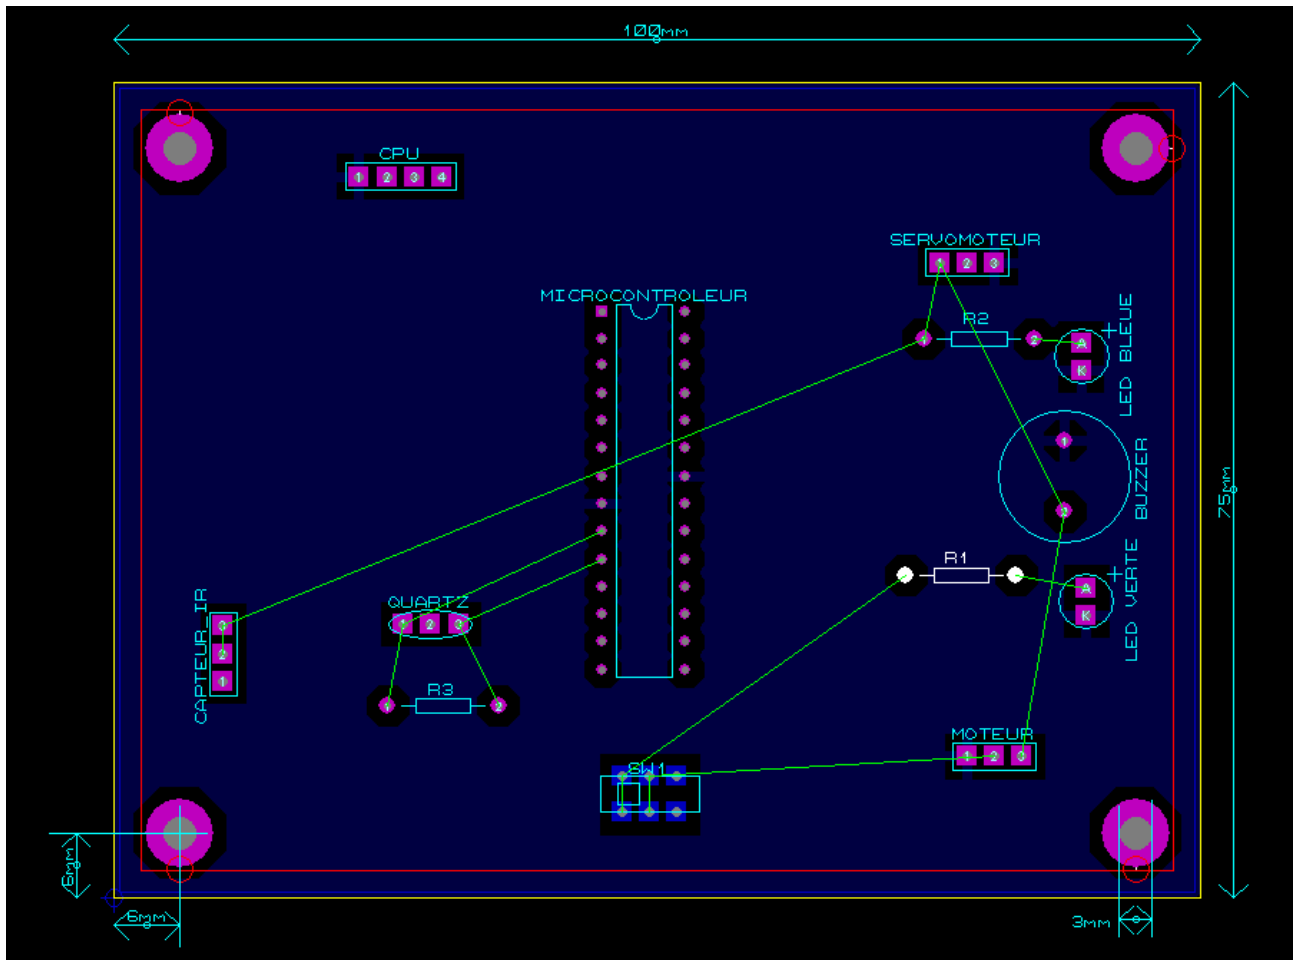 100mm
CPU
1 2 3 4
SERVOMOTEUR
1 2 3
MICROCONTROLEUR
R2
1 2
+
A
K
LED BLEUE
1
2
BUZZER
75mm
R1
+
A
K
LED VERTE
QUARTZ
1 2 3
CAPTEUR_IR
3
2
1
R3
1 2
MOTEUR
1 2 3
SW1
6mm
6mm
3mm